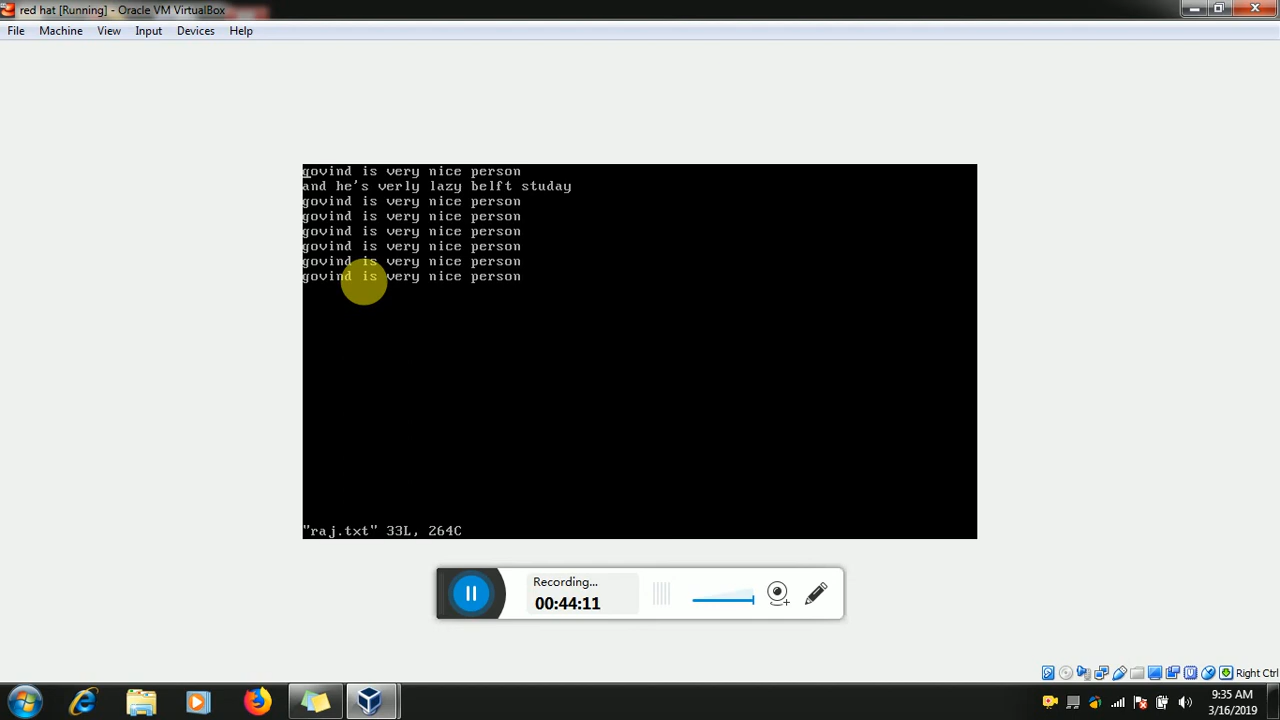 red hat [Running] - Oracle VM VirtualBox
File Machine View Input Devices Help
govind is very nice person
and he's verly lazy belft studay
govind is very nice person
govind is very nice person
govind is very nice person
govind is very nice person
govind is very nice person
govind is very nice person
"raj.txt" 33L, 264C
Recording...
00:44:11
Right Ctrl
9:35 AM
3/16/2019